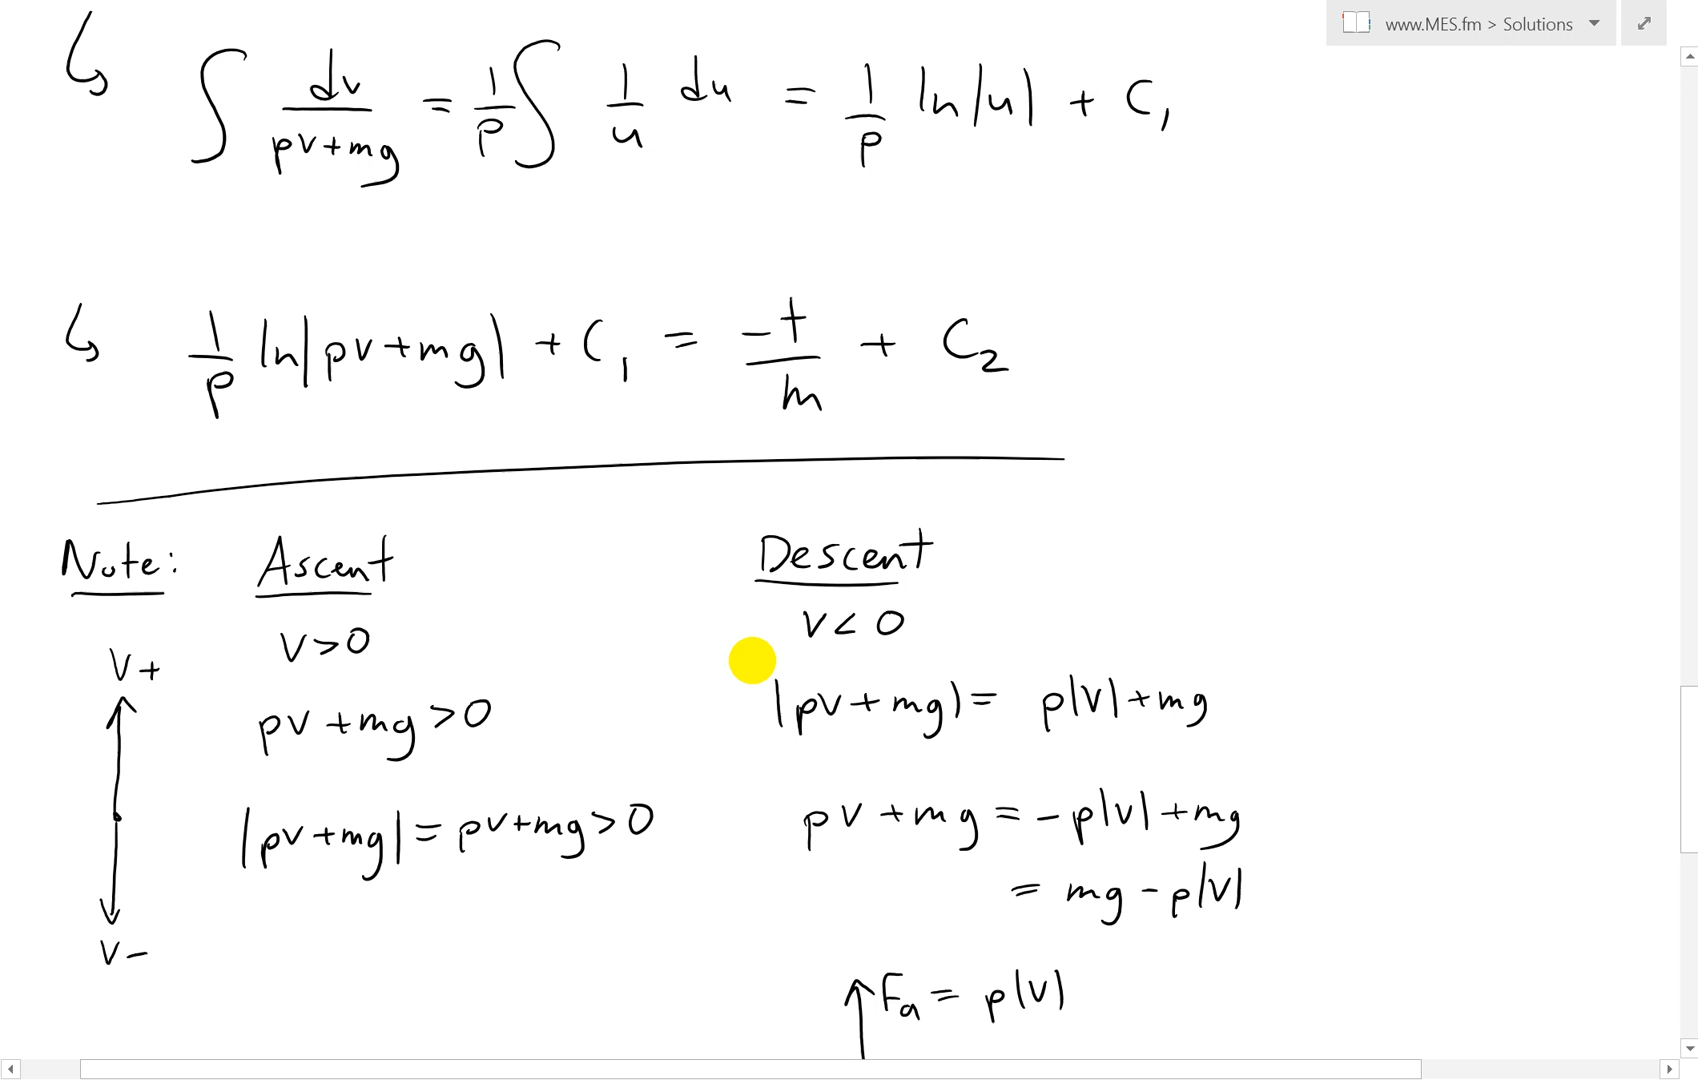 www.MES.fm > Solutions
∫ dv/(pv+mg) = 1/p ∫ 1/u du = 1/p ln|u| + C₁
1/p ln|pv+mg| + C₁ = -t/m + C₂
Note: Ascent Descent
v>0 v<0
v+
pv+mg>0 |pv+mg| = p|v|+mg
|pv+mg| = pv+mg>0 pv+mg = -p|v|+mg
= mg-p|v|
v-
Fa = p|v|